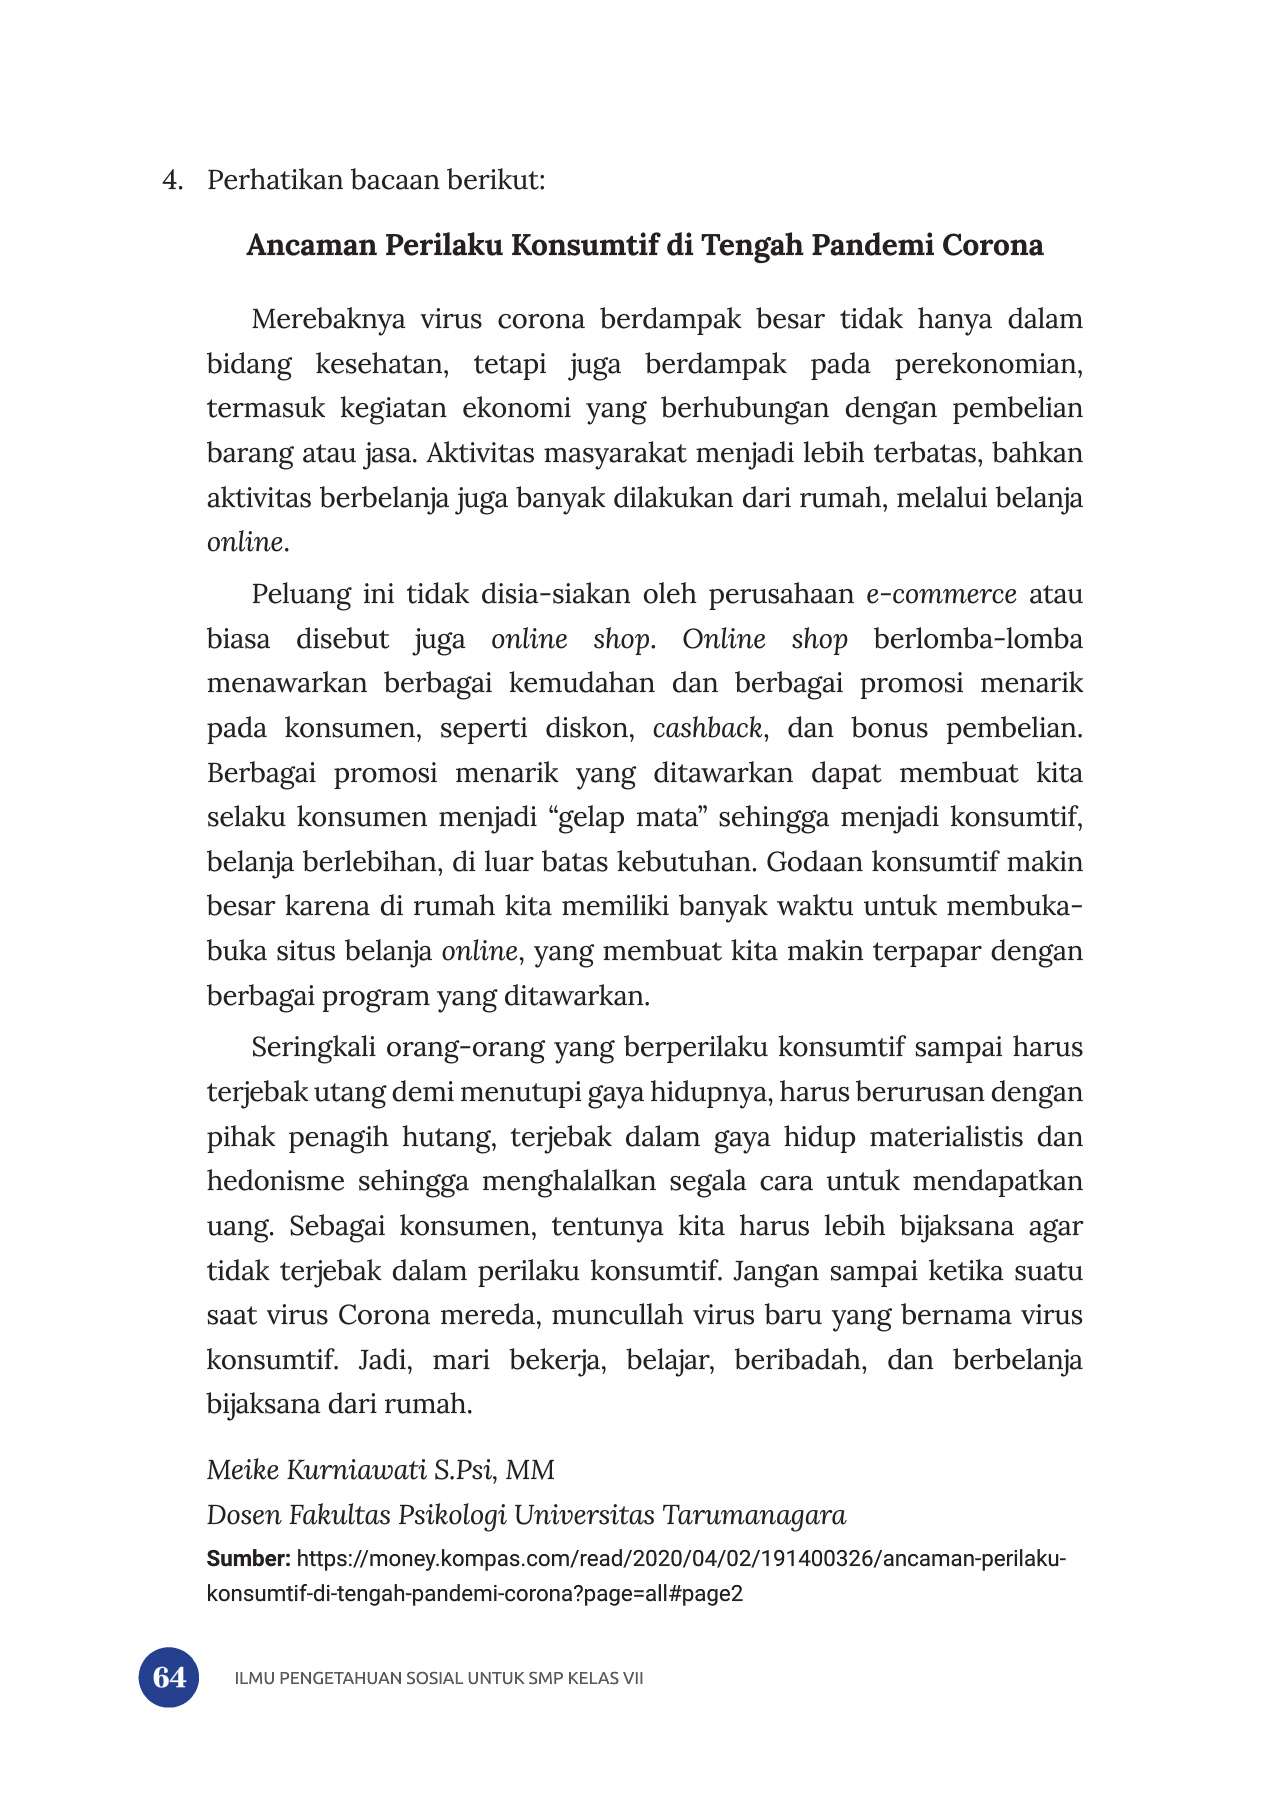 4. Perhatikan bacaan berikut:
Ancaman Perilaku Konsumtif di Tengah Pandemi Corona
Merebaknya virus corona berdampak besar tidak hanya dalam
bidang kesehatan, tetapi juga berdampak pada perekonomian,
termasuk kegiatan ekonomi yang berhubungan dengan pembelian
barang atau jasa. Aktivitas masyarakat menjadi lebih terbatas, bahkan
aktivitas berbelanja juga banyak dilakukan dari rumah, melalui belanja
online.
Peluang ini tidak disia-siakan oleh perusahaan e-commerce atau
biasa disebut juga online shop. Online shop berlomba-lomba
menawarkan berbagai kemudahan dan berbagai promosi menarik
pada konsumen, seperti diskon, cashback, dan bonus pembelian.
Berbagai promosi menarik yang ditawarkan dapat membuat kita
selaku konsumen menjadi “gelap mata” sehingga menjadi konsumtif,
belanja berlebihan, di luar batas kebutuhan. Godaan konsumtif makin
besar karena di rumah kita memiliki banyak waktu untuk membuka-
buka situs belanja online, yang membuat kita makin terpapar dengan
berbagai program yang ditawarkan.
Seringkali orang-orang yang berperilaku konsumtif sampai harus
terjebak utang demi menutupi gaya hidupnya, harus berurusan dengan
pihak penagih hutang, terjebak dalam gaya hidup materialistis dan
hedonisme sehingga menghalalkan segala cara untuk mendapatkan
uang. Sebagai konsumen, tentunya kita harus lebih bijaksana agar
tidak terjebak dalam perilaku konsumtif. Jangan sampai ketika suatu
saat virus Corona mereda, muncullah virus baru yang bernama virus
konsumtif. Jadi, mari bekerja, belajar, beribadah, dan berbelanja
bijaksana dari rumah.
Meike Kurniawati S.Psi, MM
Dosen Fakultas Psikologi Universitas Tarumanagara
Sumber: https://money.kompas.com/read/2020/04/02/191400326/ancaman-perilaku-
konsumtif-di-tengah-pandemi-corona?page=all#page2
64 ILMU PENGETAHUAN SOSIAL UNTUK SMP KELAS VII